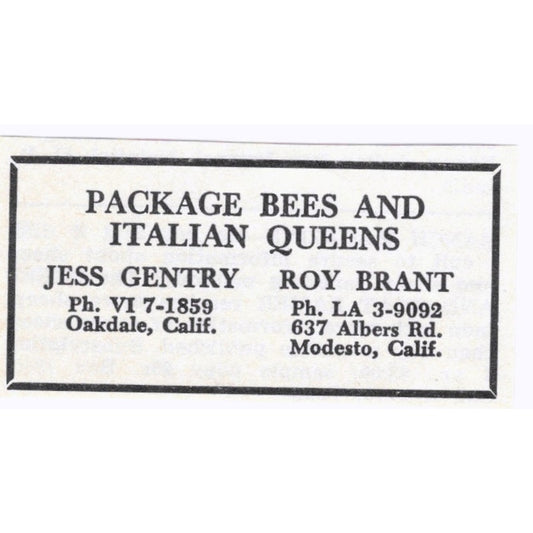 PACKAGE BEES AND
ITALIAN QUEENS
JESS GENTRY
Ph. VI 7-1859
Oakdale, Calif.
ROY BRANT
Ph. LA 3-9092
637 Albers Rd.
Modesto, Calif.